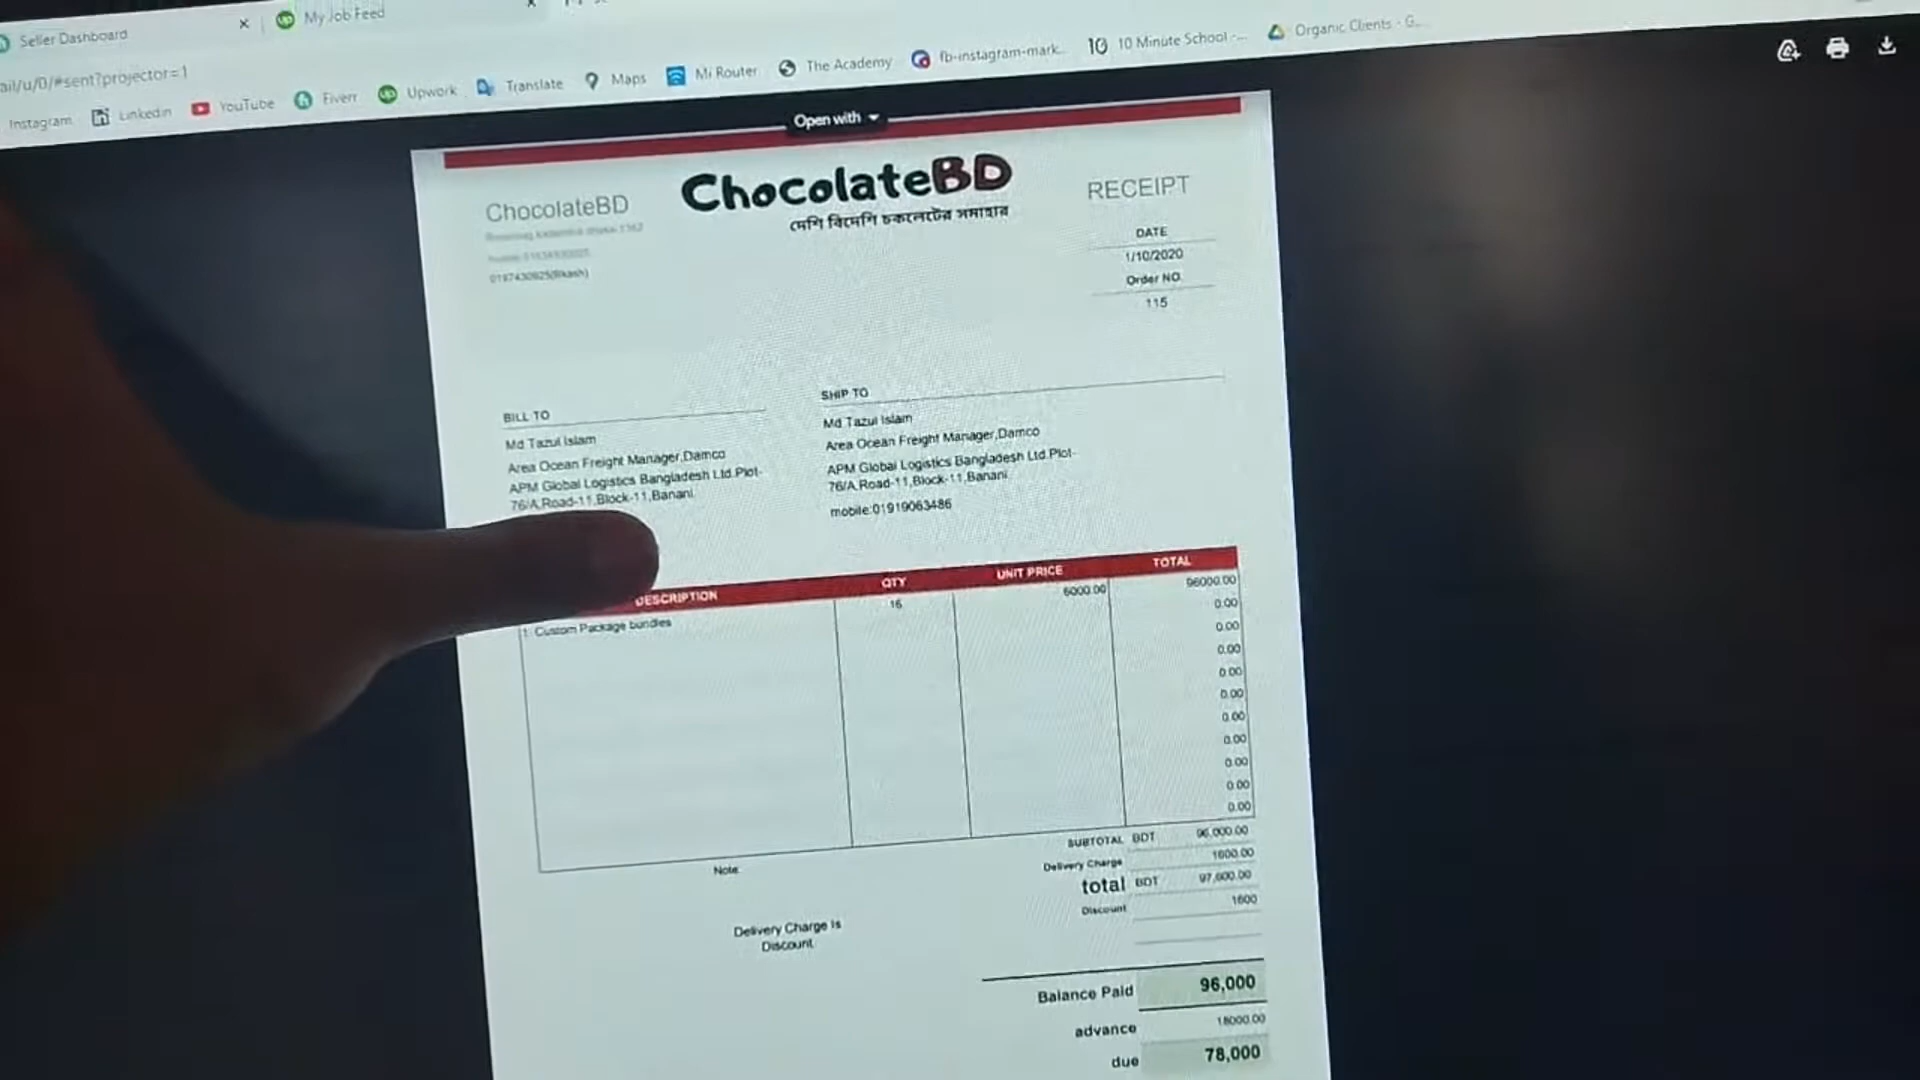 Seller Dashboard
My Job Feed
ail/u/0/#sent?projector=1
Instagram
Linkedin
YouTube
Fiverr
Upwork
Translate
Maps
Mi Router
The Academy
fb-instagram-mark...
10 Minute School -...
Organic Clients - G...
Open with
ChocolateBD
ChocolateBD
দেশি বিদেশি চকলেটের সমাহার
RECEIPT
DATE
1/10/2020
Order NO.
115
BILL TO
Md Tazul Islam
Area Ocean Freight Manager,Damco
APM Global Logistics Bangladesh Ltd.Plot-
76/A,Road-11,Block-11,Banani
SHIP TO
Md Tazul Islam
Area Ocean Freight Manager,Damco
APM Global Logistics Bangladesh Ltd.Plot-
76/A,Road-11,Block-11,Banani
mobile:01919063486
DESCRIPTION QTY UNIT PRICE TOTAL
1 Custom Package bundles 16 6000.00 96000.00
0.00
0.00
0.00
0.00
0.00
0.00
0.00
0.00
0.00
0.00
SUBTOTAL BDT 96,000.00
Delivery Charge 1600.00
total BDT 97,600.00
Discount 1600
Note
Delivery Charge Is
Discount
Balance Paid 96,000
advance 18000.00
due 78,000